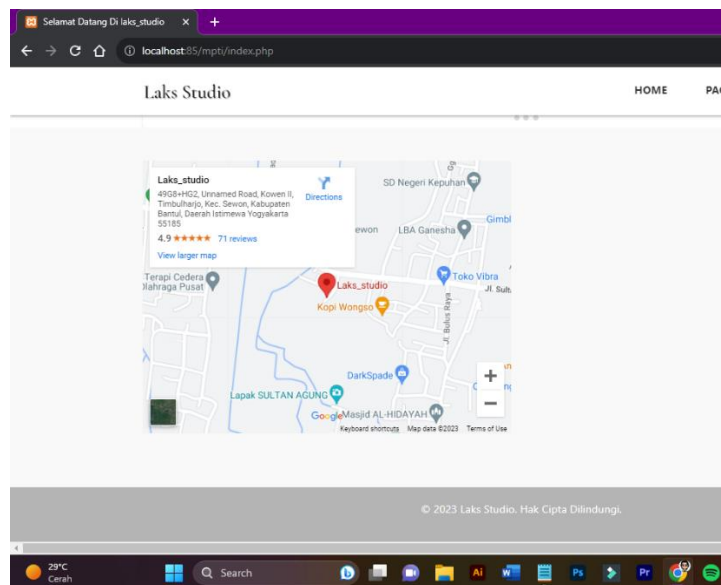 Selamat Datang Di laks_studio
localhost:85/mpti/index.php
Laks Studio
HOME
Laks_studio
49G8+HG2, Unnamed Road, Kowen II,
Timbulharjo, Kec. Sewon, Kabupaten
Bantul, Daerah Istimewa Yogyakarta
55185
4.9 71 reviews
View larger map
Directions
SD Negeri Kepuhan
LBA Ganesha
Terapi Cedera
Olahraga Pusat
Toko Vibra
Laks_studio
Kopi Wongso
Jl. Bulus Raya
DarkSpade
Lapak SULTAN AGUNG
Google
Masjid AL-HIDAYAH
Keyboard shortcuts Map data ©2023 Terms of Use
© 2023 Laks Studio. Hak Cipta Dilindungi.
29°C
Cerah
Search